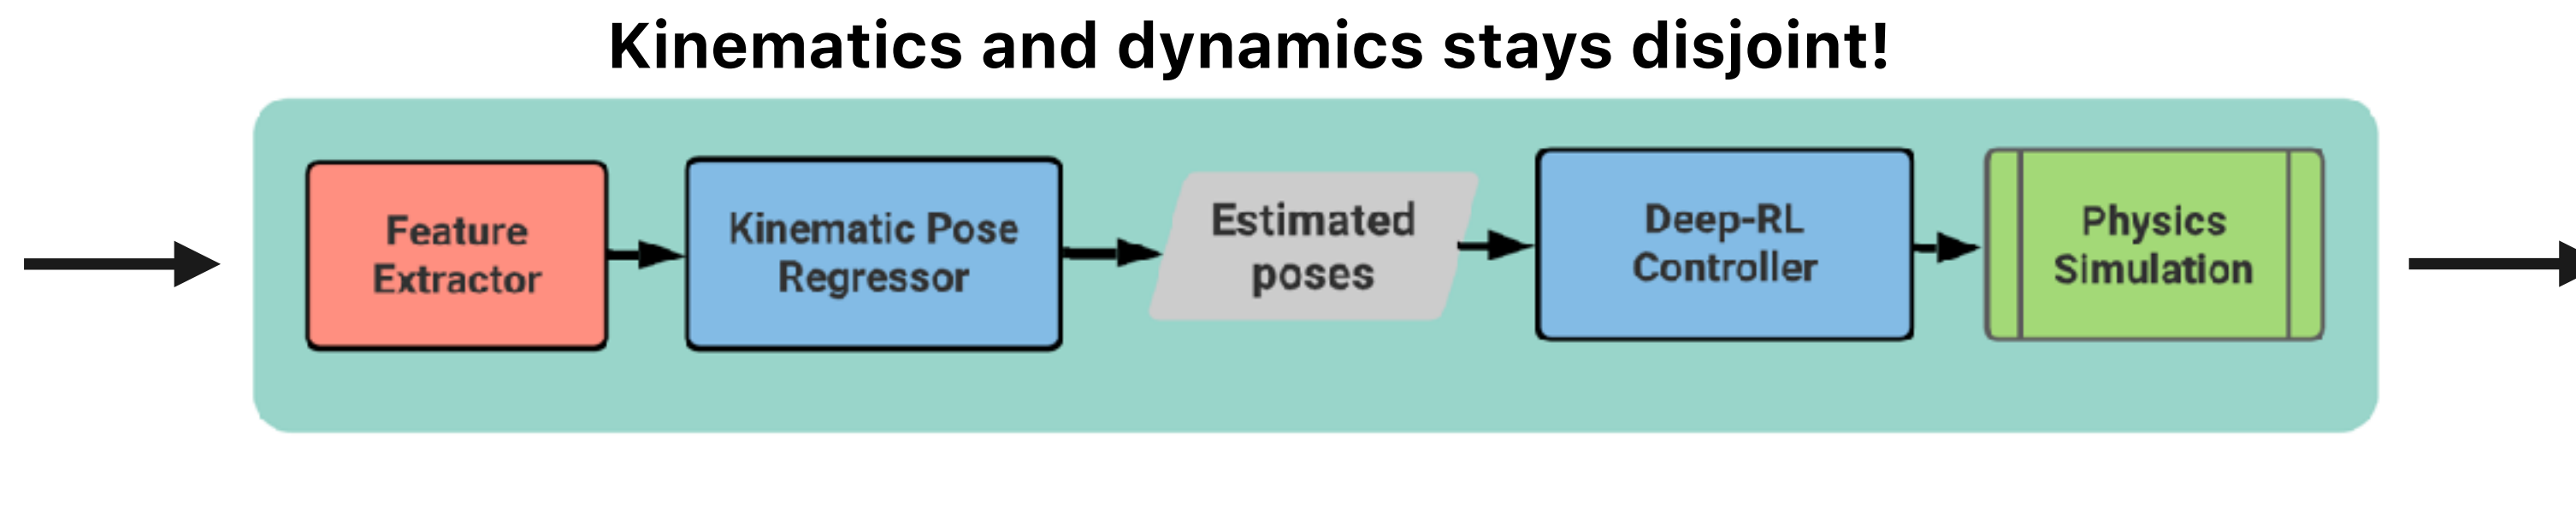 Kinematics and dynamics stays disjoint!
Feature
Extractor
Kinematic Pose
Regressor
Estimated
poses
Deep-RL
Controller
Physics
Simulation